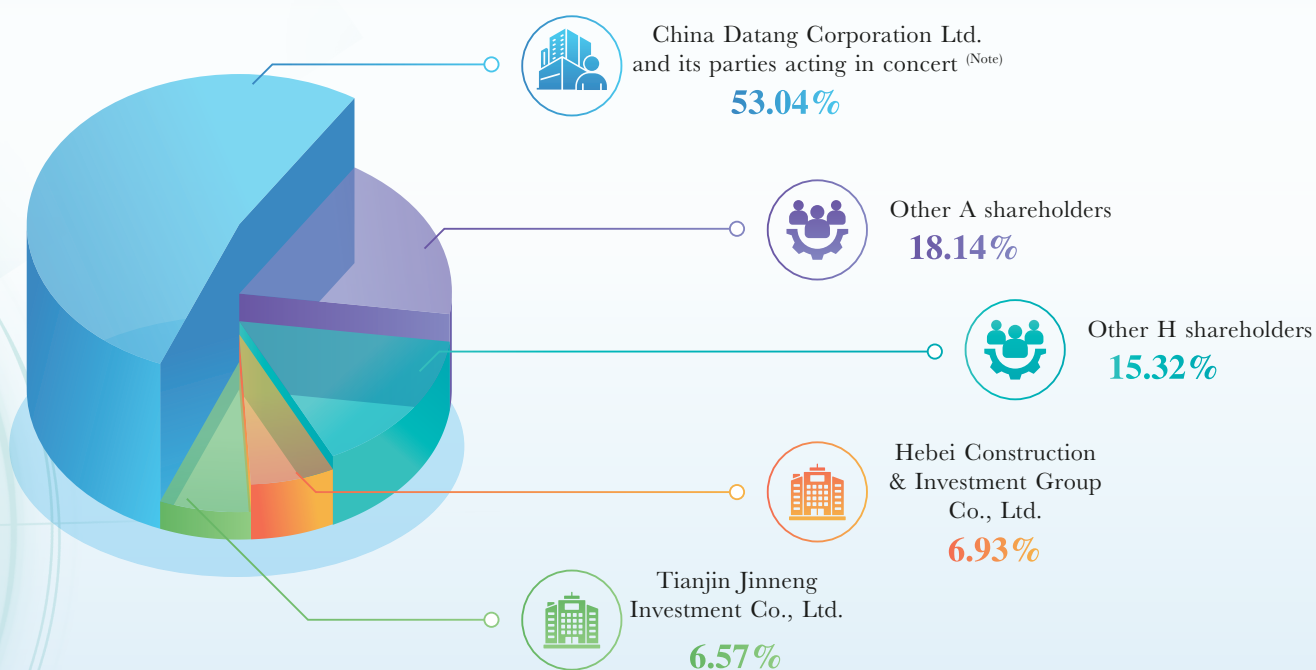 China Datang Corporation Ltd.
and its parties acting in concert (Note)
53.04%
Other A shareholders
18.14%
Other H shareholders
15.32%
Hebei Construction
& Investment Group
Co., Ltd.
6.93%
Tianjin Jinneng
Investment Co., Ltd.
6.57%